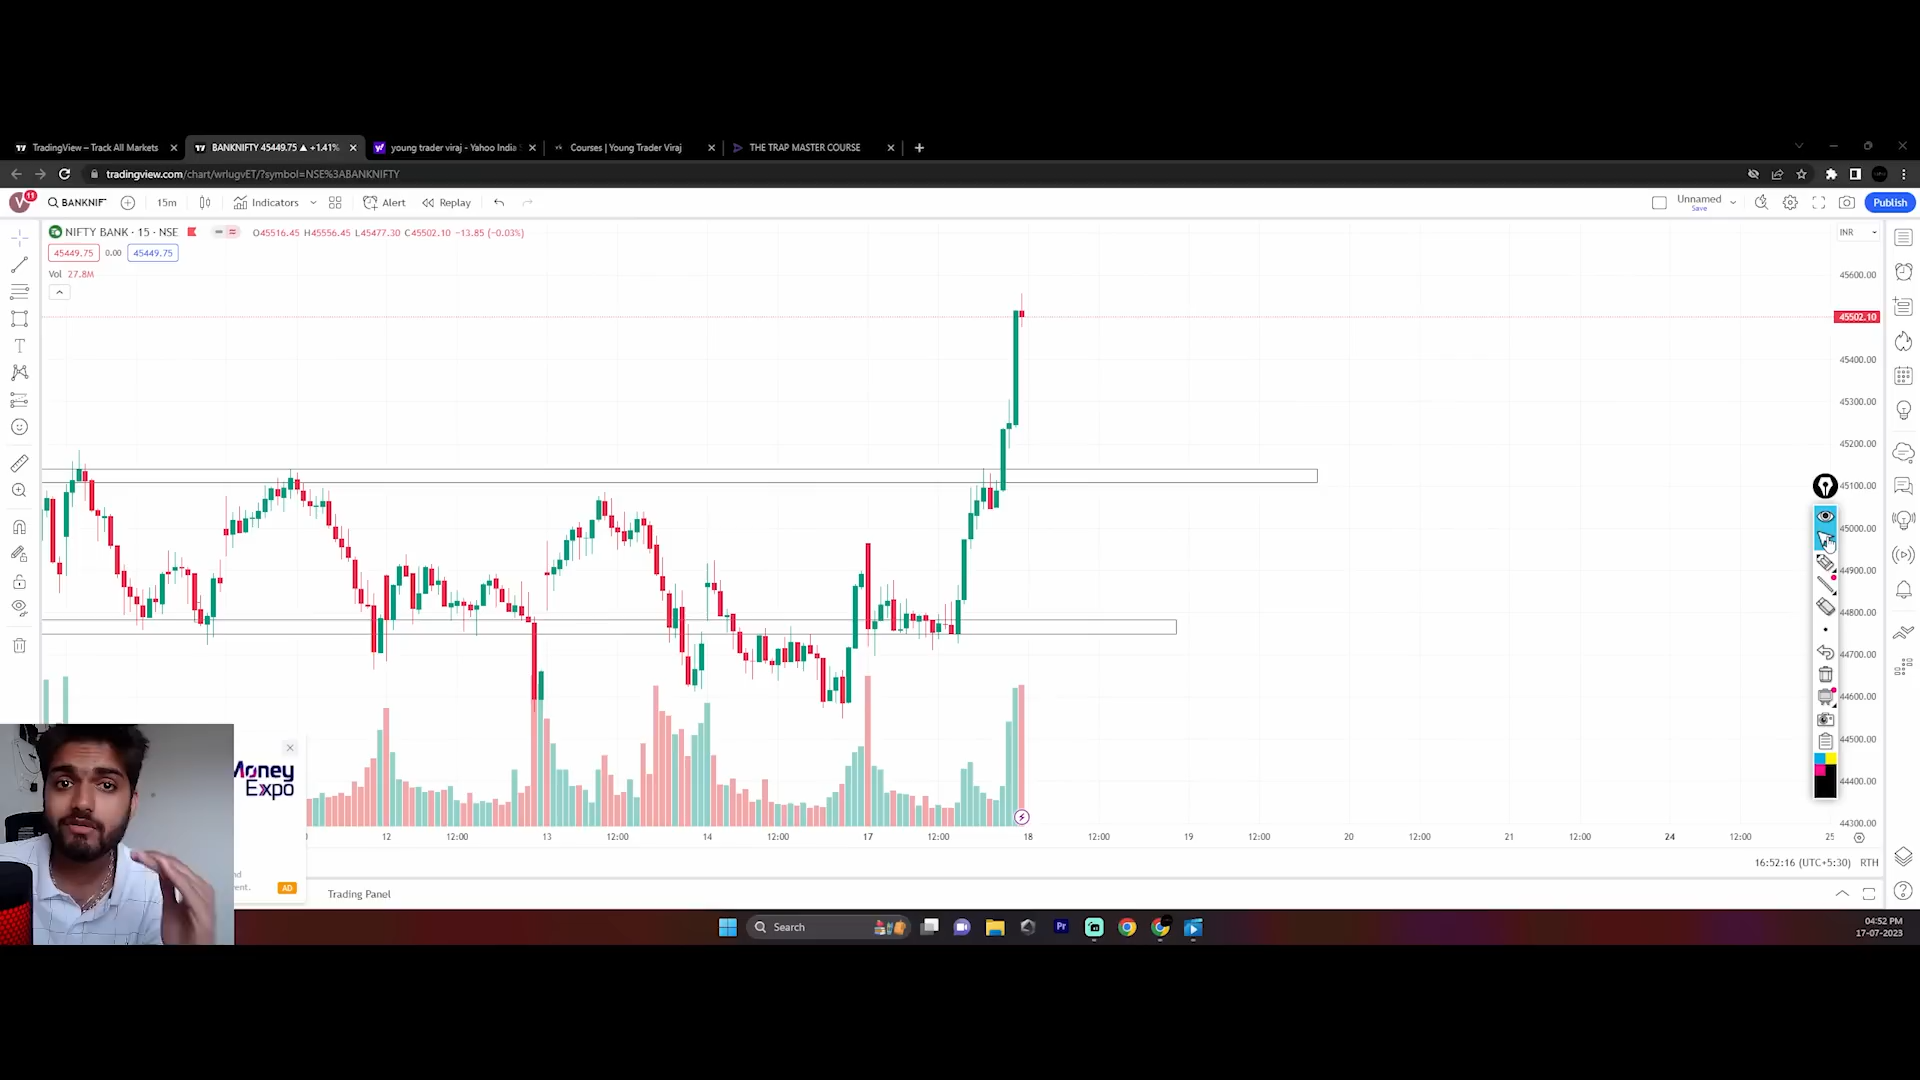 TradingView – Track All Markets
BANKNIFTY 45449.75 ▲ +1.41%
young trader viraj - Yahoo India
Courses | Young Trader Viraj
THE TRAP MASTER COURSE
tradingview.com/chart/wrlugvET/?symbol=NSE%3ABANKNIFTY
V 11
BANKNIF
15m
Indicators
Alert
Replay
Unnamed
Save
Publish
NIFTY BANK · 15 · NSE
O45516.45 H45556.45 L45477.30 C45502.10 −13.85 (−0.03%)
INR
45449.75 0.00 45449.75
Vol 27.8M
45600.00
45502.10
45400.00
45300.00
45200.00
45100.00
45000.00
44900.00
44800.00
44700.00
44600.00
44500.00
44400.00
44300.00
Money
Expo
AD
12 12:00 13 12:00 14 12:00 17 12:00 18 12:00 19 12:00 20 12:00 21 12:00 24 12:00 25
16:52:16 (UTC+5:30) RTH
Trading Panel
Search
Pr
04:52 PM
17-07-2023